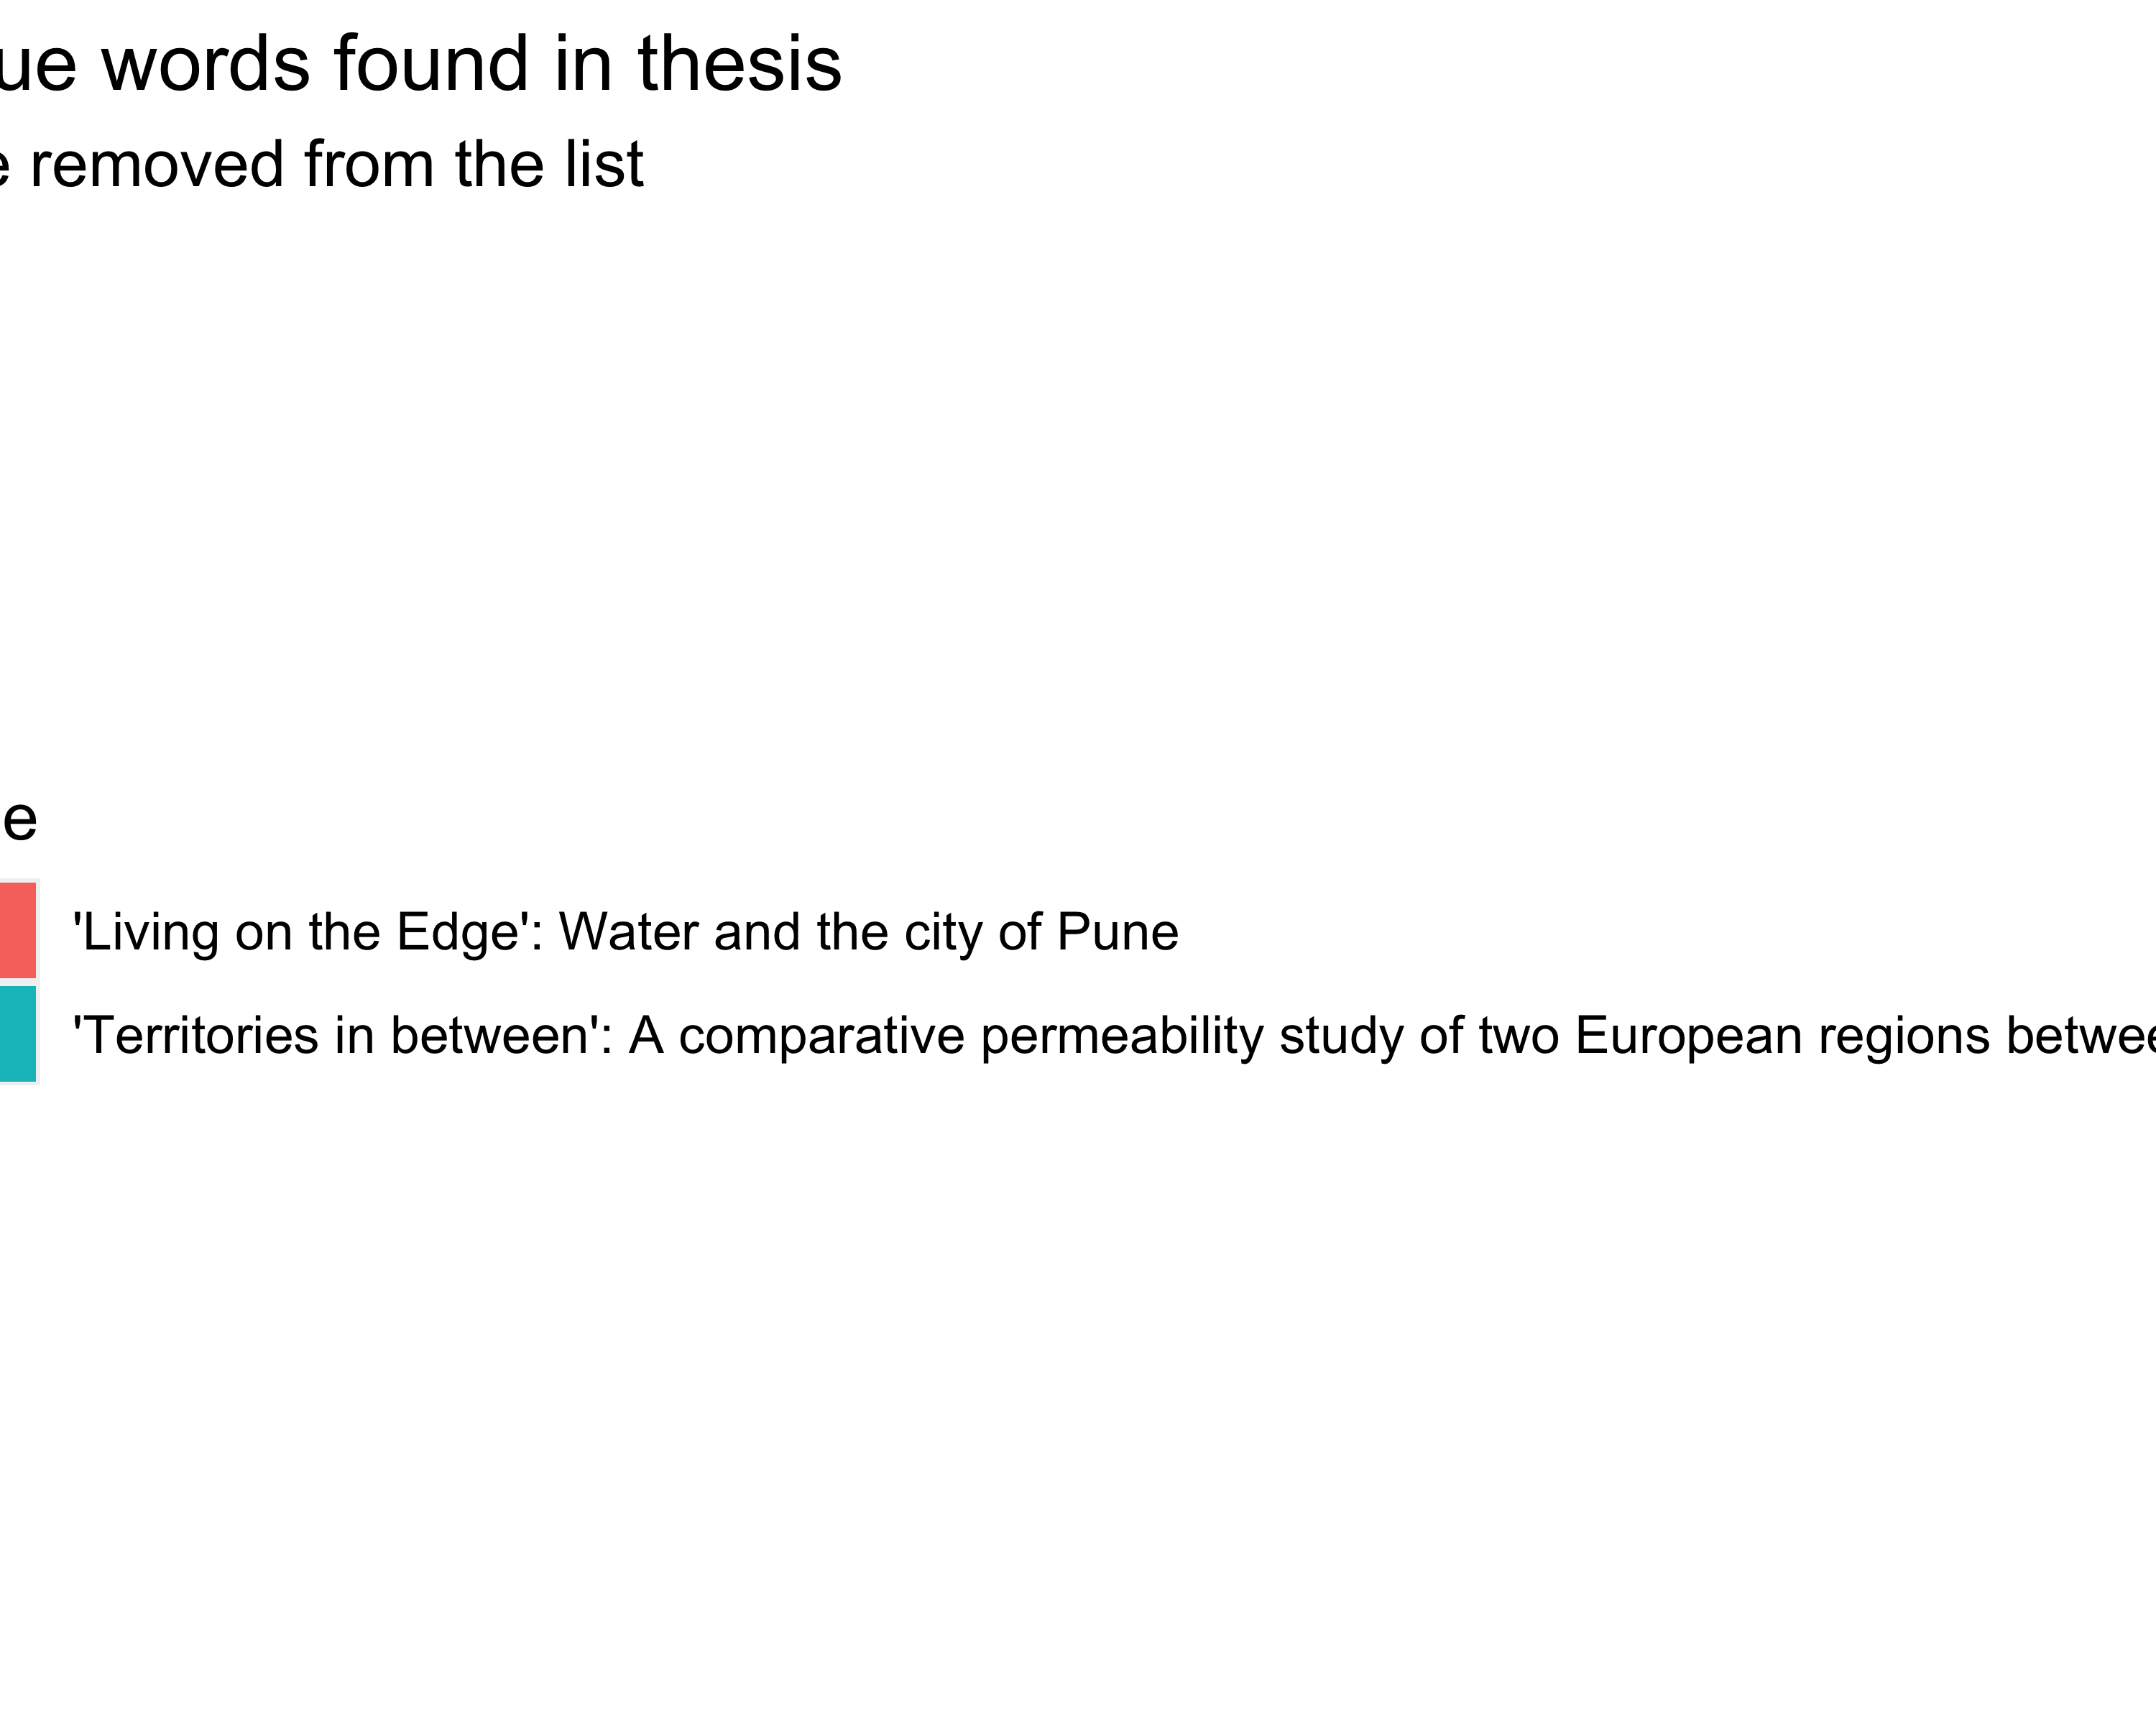 ue words found in thesis
e removed from the list
e
'Living on the Edge': Water and the city of Pune
'Territories in between': A comparative permeability study of two European regions betwee